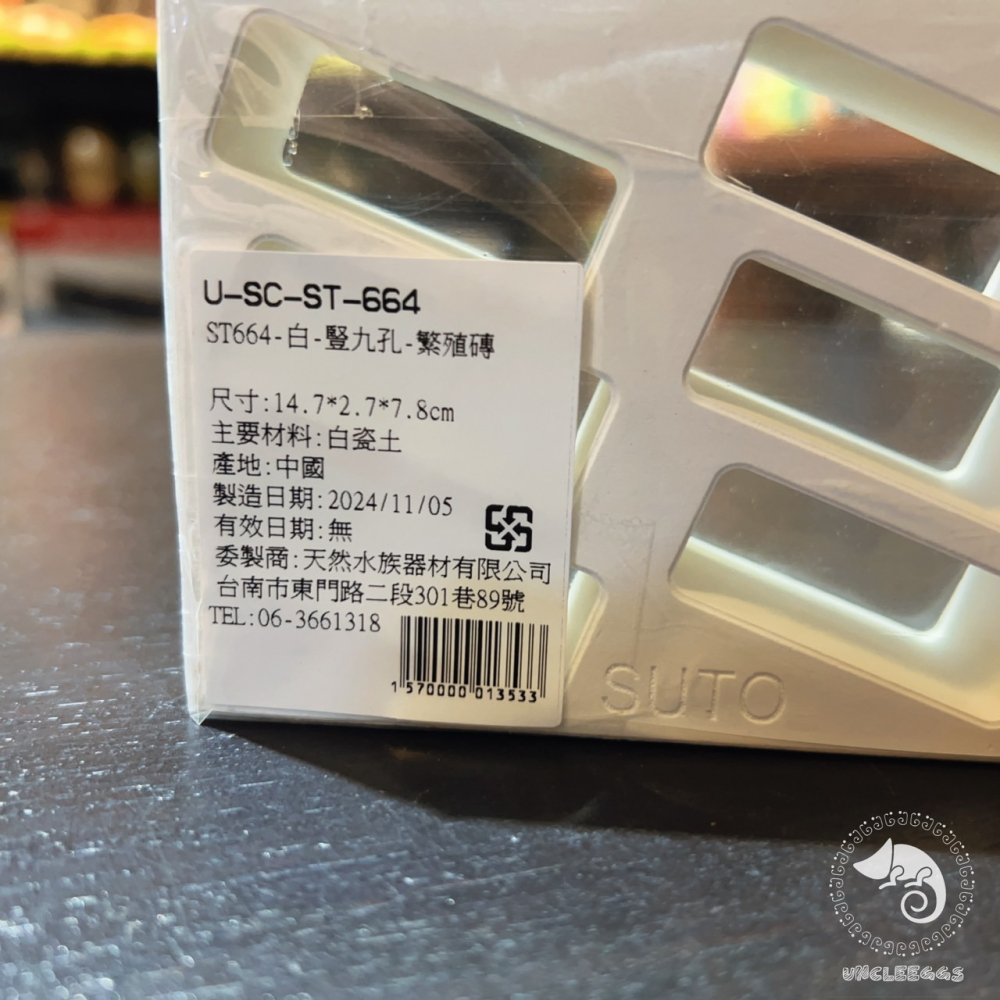 U-SC-ST-664
ST664-白-豎九孔-繁殖磚
尺寸:14.7*2.7*7.8cm
主要材料:白瓷土
產地:中國
製造日期:2024/11/05
有效日期:無
委製商:天然水族器材有限公司
台南市東門路二段301巷89號
TEL:06-3661318
1 570000 013533
SUTO
UNCLEEGGS